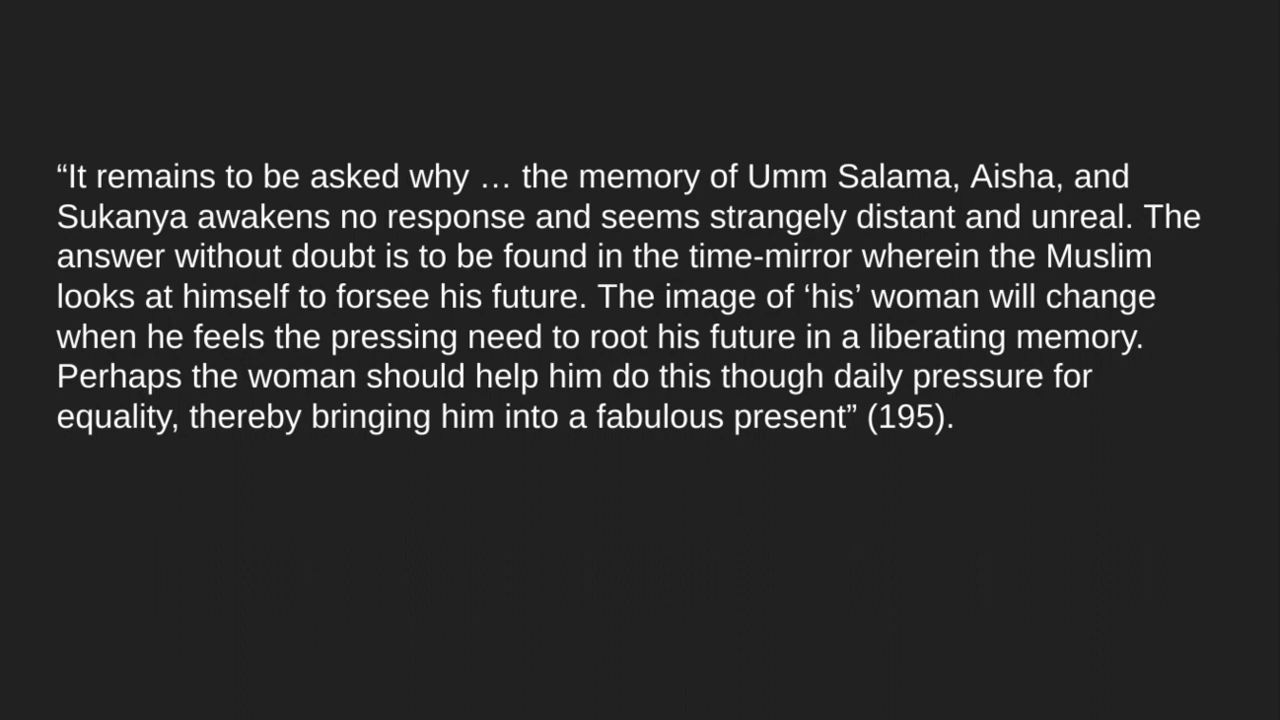 “It remains to be asked why … the memory of Umm Salama, Aisha, and
Sukanya awakens no response and seems strangely distant and unreal. The
answer without doubt is to be found in the time-mirror wherein the Muslim
looks at himself to forsee his future. The image of ‘his’ woman will change
when he feels the pressing need to root his future in a liberating memory.
Perhaps the woman should help him do this though daily pressure for
equality, thereby bringing him into a fabulous present” (195).